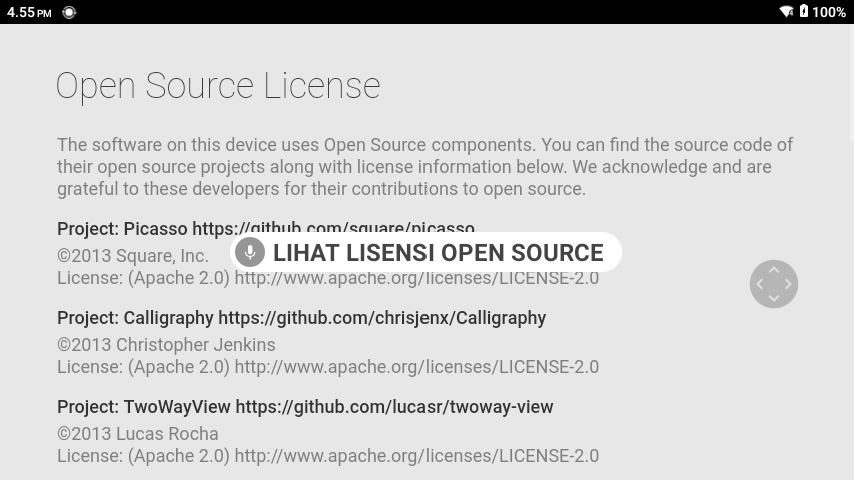 4.55 PM
100%
Open Source License
The software on this device uses Open Source components. You can find the source code of
their open source projects along with license information below. We acknowledge and are
grateful to these developers for their contributions to open source.
Project: Picasso https://github.com/square/picasso
LIHAT LISENSI OPEN SOURCE
©2013 Square, Inc.
License: (Apache 2.0) http://www.apache.org/licenses/LICENSE-2.0
Project: Calligraphy https://github.com/chrisjenx/Calligraphy
©2013 Christopher Jenkins
License: (Apache 2.0) http://www.apache.org/licenses/LICENSE-2.0
Project: TwoWayView https://github.com/lucasr/twoway-view
©2013 Lucas Rocha
License: (Apache 2.0) http://www.apache.org/licenses/LICENSE-2.0